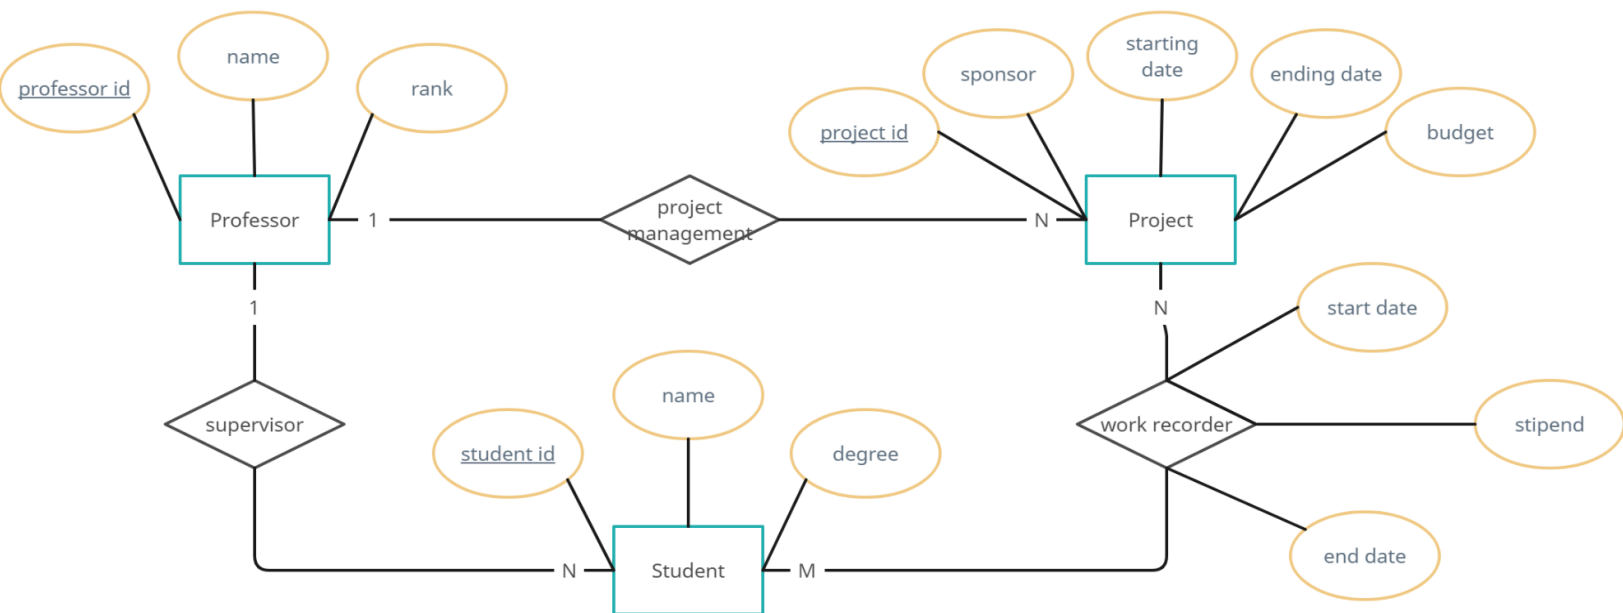 professor id
name
rank
project id
sponsor
starting
date
ending date
budget
Professor
1
project
management
N
Project
1
N
start date
supervisor
student id
name
degree
work recorder
stipend
N
Student
M
end date